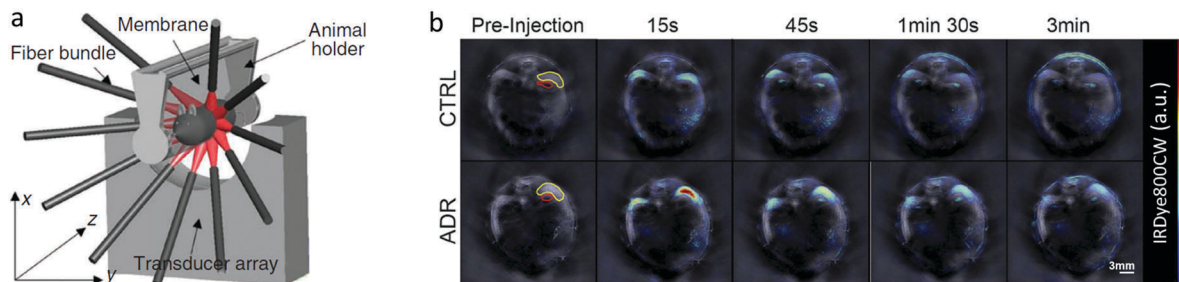 a
Membrane
Animal
holder
Fiber bundle
x
z
y
Transducer array
b
Pre-Injection 15s 45s 1min 30s 3min
CTRL
ADR
3mm
IRDye800CW (a.u.)